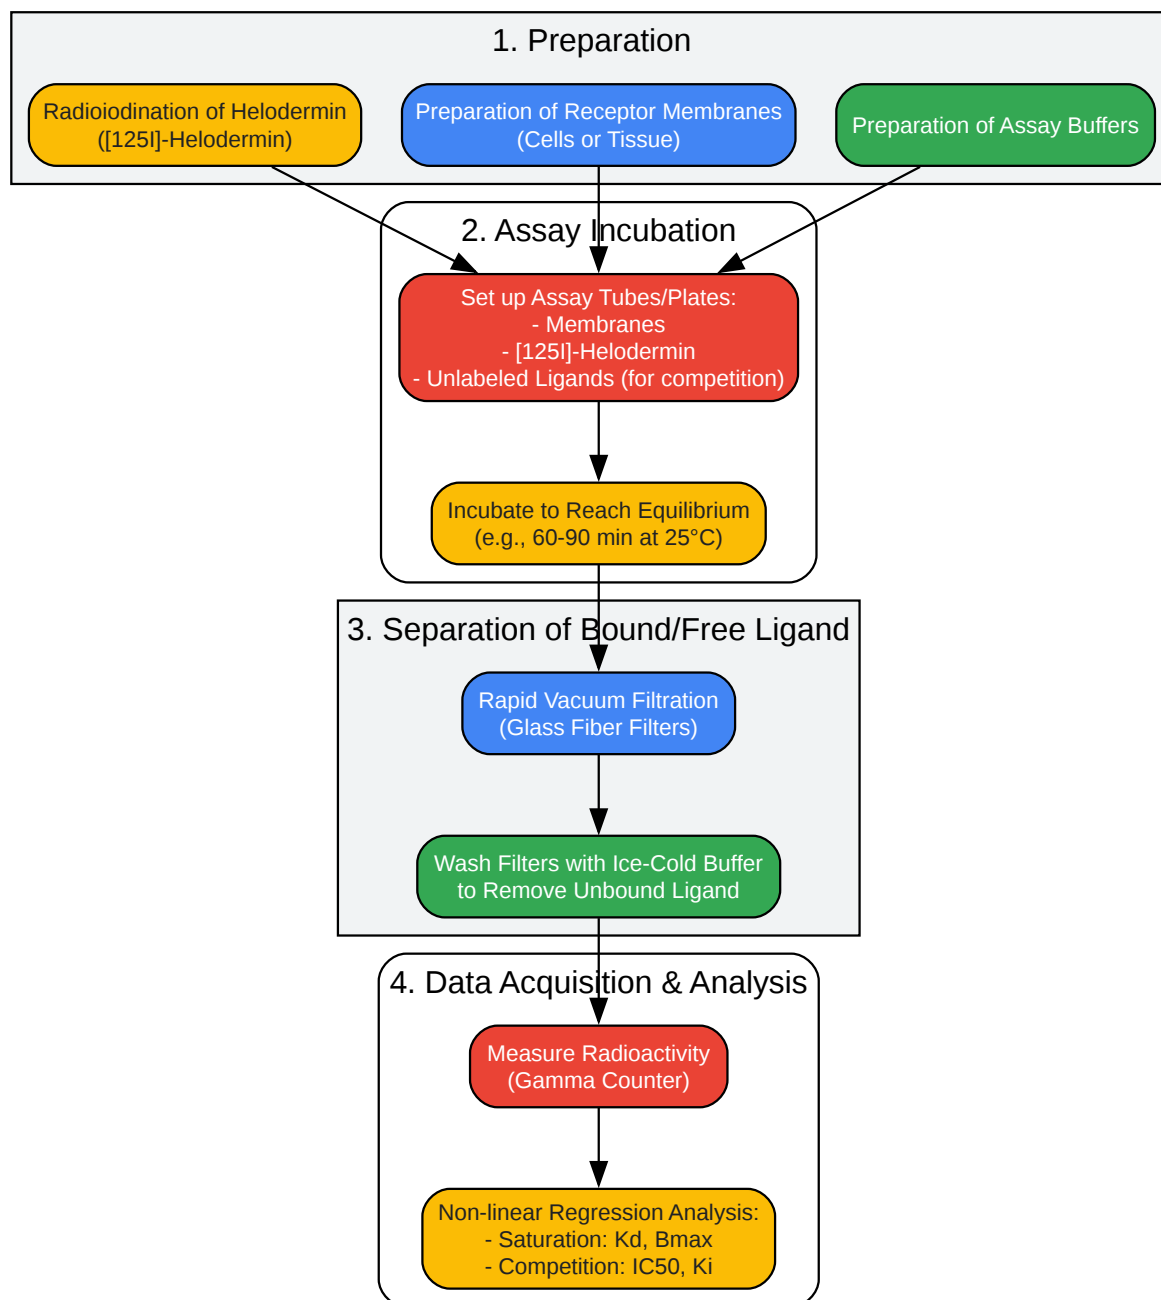 1. Preparation
Radioiodination of Helodermin
([125I]-Helodermin)
Preparation of Receptor Membranes
(Cells or Tissue)
Preparation of Assay Buffers
2. Assay Incubation
Set up Assay Tubes/Plates:
- Membranes
- [125I]-Helodermin
- Unlabeled Ligands (for competition)
Incubate to Reach Equilibrium
(e.g., 60-90 min at 25°C)
3. Separation of Bound/Free Ligand
Rapid Vacuum Filtration
(Glass Fiber Filters)
Wash Filters with Ice-Cold Buffer
to Remove Unbound Ligand
4. Data Acquisition & Analysis
Measure Radioactivity
(Gamma Counter)
Non-linear Regression Analysis:
- Saturation: Kd, Bmax
- Competition: IC50, Ki